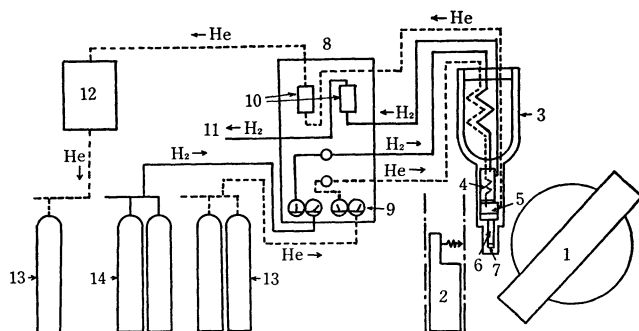 ← He
← He
8
12
10
3
11 ← H₂
← H₂
H₂ →
He ↓
H₂ →
He →
4
5
9
1
13
14
13
He →
2
6
7